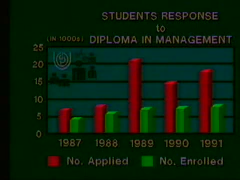 STUDENTS RESPONSE
to
DIPLOMA IN MANAGEMENT
(IN 1000s)
25
20
15
10
5
0
1987 1988 1989 1990 1991
No. Applied No. Enrolled